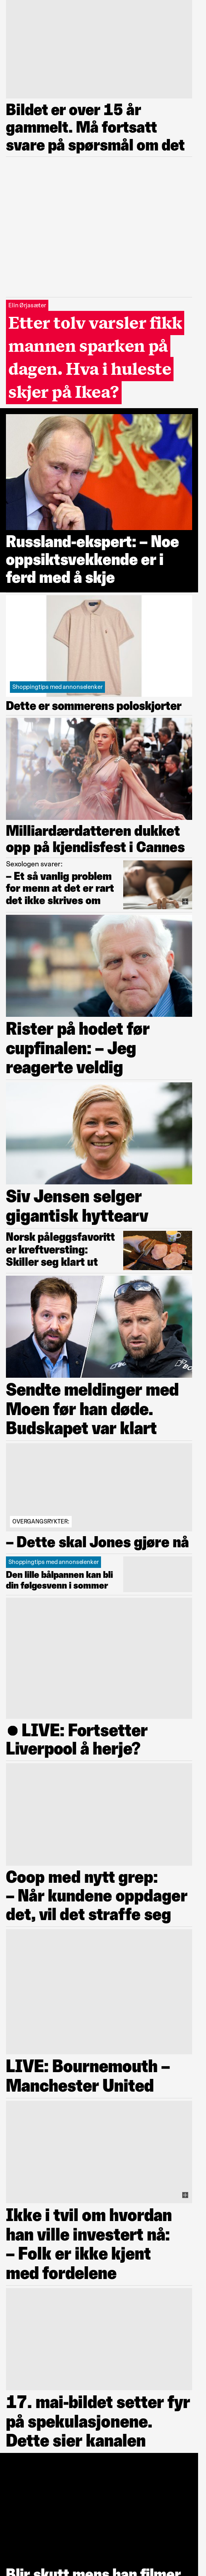 Bildet er over 15 år
gammelt. Må fortsatt
svare på spørsmål om det
Elin Ørjasæter
Etter tolv varsler fikk
mannen sparken på
dagen. Hva i huleste
skjer på Ikea?
Russland-ekspert: – Noe
oppsiktsvekkende er i
ferd med å skje
Shoppingtips med annonselenker
Dette er sommerens poloskjorter
Milliardærdatteren dukket
opp på kjendisfest i Cannes
Sexologen svarer:
– Et så vanlig problem
for menn at det er rart
det ikke skrives om
Rister på hodet før
cupfinalen: – Jeg
reagerte veldig
Siv Jensen selger
gigantisk hyttearv
Norsk påleggsfavoritt
er kreftversting:
Skiller seg klart ut
Sendte meldinger med
Moen før han døde.
Budskapet var klart
OVERGANGSRYKTER:
– Dette skal Jones gjøre nå
Shoppingtips med annonselenker
Den lille bålpannen kan bli
din følgesvenn i sommer
● LIVE: Fortsetter
Liverpool å herje?
Coop med nytt grep:
– Når kundene oppdager
det, vil det straffe seg
LIVE: Bournemouth –
Manchester United
Ikke i tvil om hvordan
han ville investert nå:
– Folk er ikke kjent
med fordelene
17. mai-bildet setter fyr
på spekulasjonene.
Dette sier kanalen
Blir skutt mens han filmer